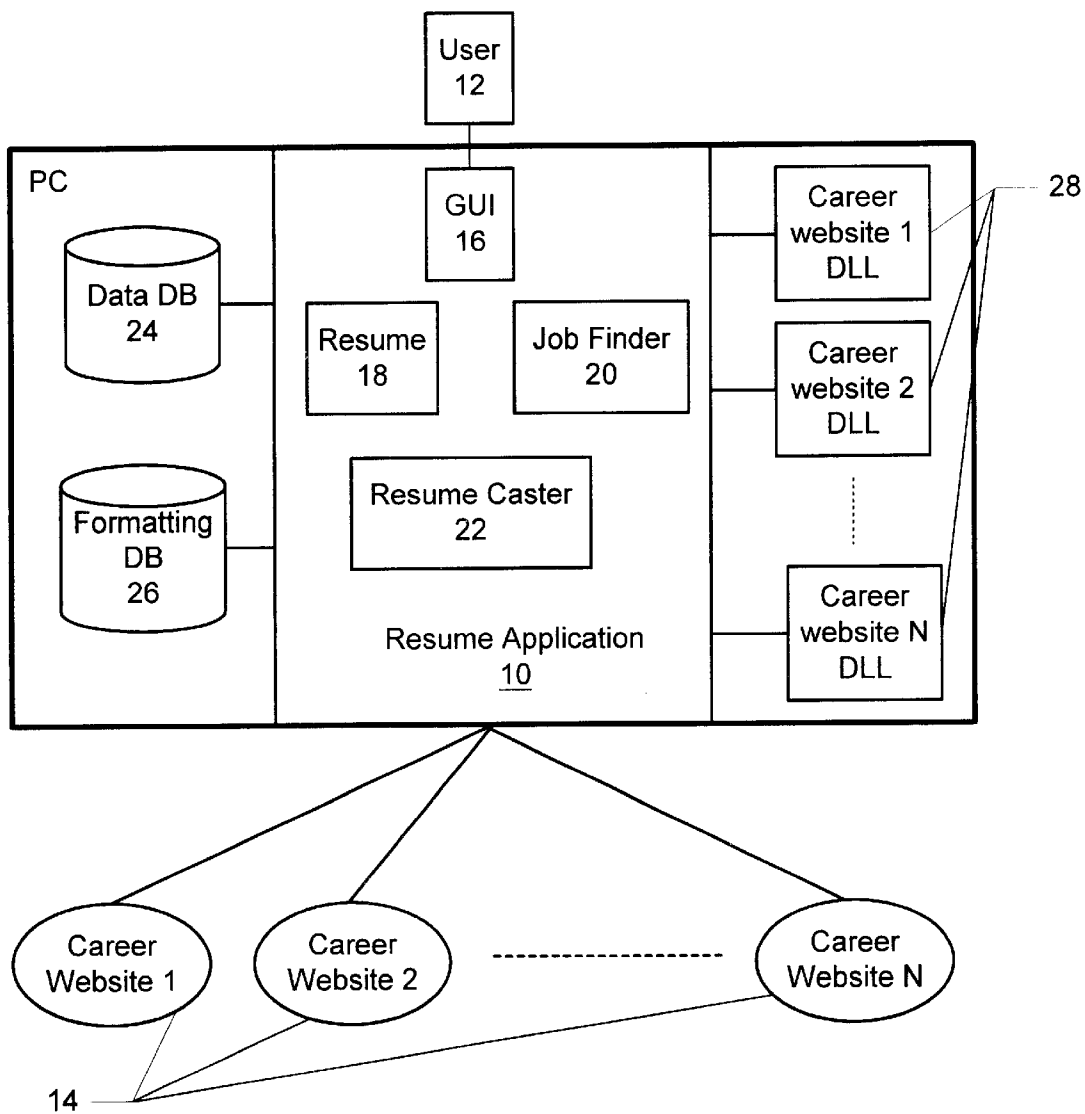 User
12
PC
GUI
16
Career
website 1
DLL
28
Data DB
24
Resume
18
Job Finder
20
Career
website 2
DLL
Formatting
DB
26
Resume Caster
22
Career
website N
DLL
Resume Application
10
Career
Website 1
Career
Website 2
Career
Website N
14